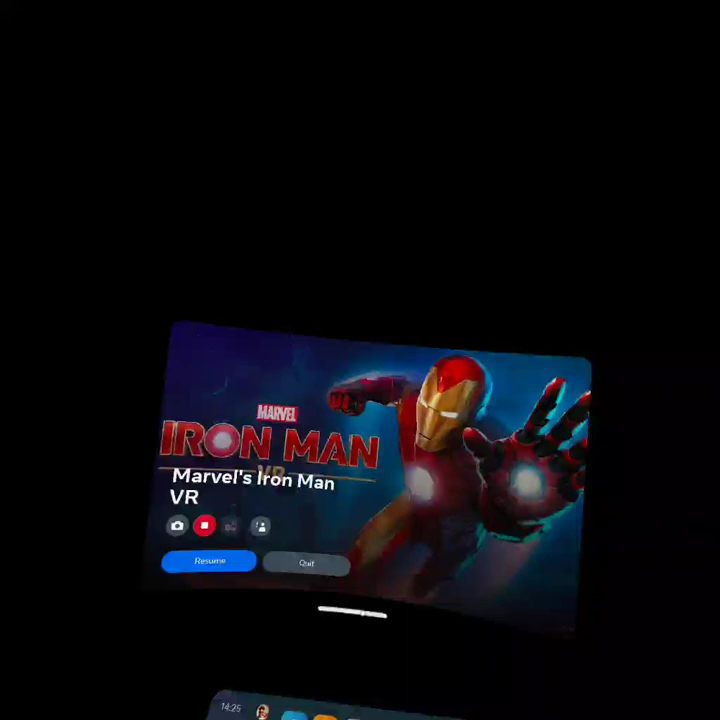 MARVEL
IRON MAN
VR
Marvel's Iron Man
VR
Resume
Quit
14:25